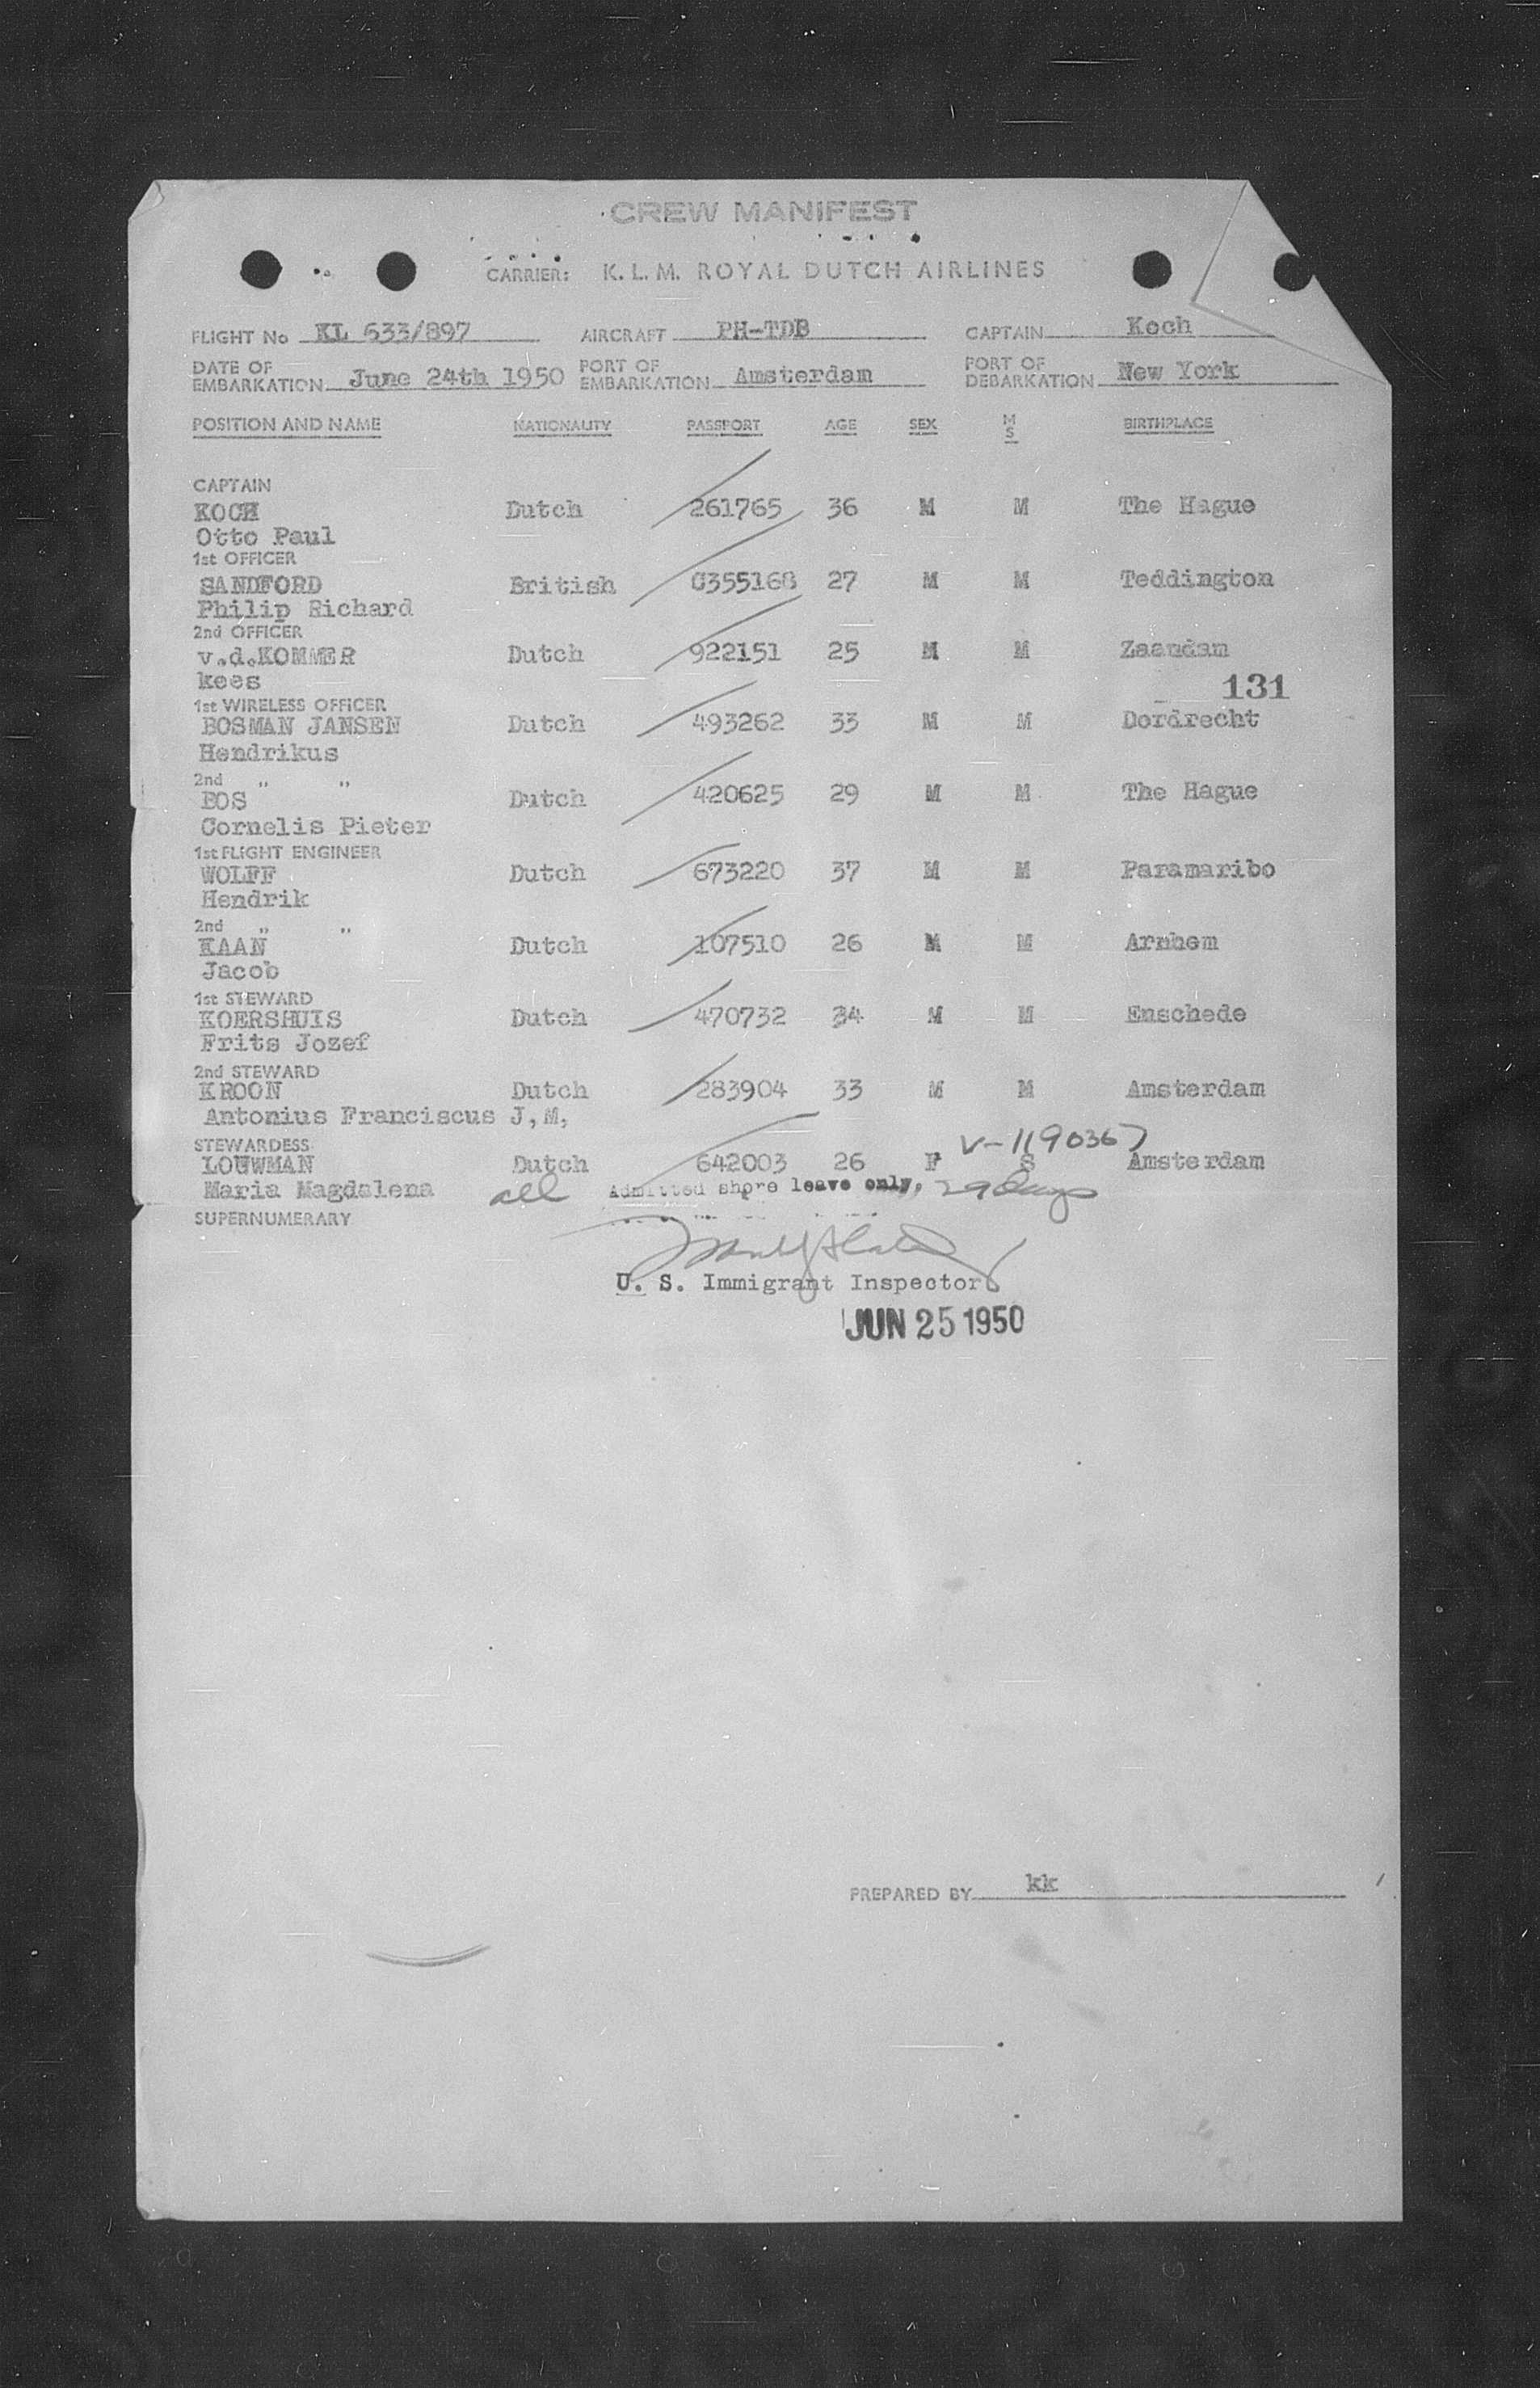 CREW MANIFEST
CARRIER: K. L. M. ROYAL DUTCH AIRLINES
FLIGHT No KL 633/897 AIRCRAFT PH-TDB CAPTAIN Koch
DATE OF EMBARKATION June 24th 1950 PORT OF EMBARKATION Amsterdam PORT OF DEBARKATION New York
POSITION AND NAME NATIONALITY PASSPORT AGE SEX M S BIRTHPLACE
CAPTAIN
KOCH Dutch 261765 36 M M The Hague
Otto Paul
1st OFFICER
SANDFORD British C355168 27 M M Teddington
Philip Richard
2nd OFFICER
v.d.KOMMER Dutch 922151 25 M M Zaandam
kees 131
1st WIRELESS OFFICER
BOSMAN JANSEN Dutch 493262 33 M M Dordrecht
Hendrikus
2nd " "
BOS Dutch 420625 29 M M The Hague
Cornelis Pieter
1st FLIGHT ENGINEER
WOLFF Dutch 673220 37 M M Paramaribo
Hendrik
2nd " "
KAAN Dutch 107510 26 M M Arnhem
Jacob
1st STEWARD
KOERSHUIS Dutch 470732 34 M M Enschede
Frits Jozef
2nd STEWARD
KROON Dutch 283904 33 M M Amsterdam
Antonius Franciscus J,M,
STEWARDESS V-1190367
LOUWMAN Dutch 642003 26 F S Amsterdam
Maria Magdalena all Admitted shore leave only, 29 days
SUPERNUMERARY
U. S. Immigrant Inspector
JUN 25 1950
PREPARED BY kk